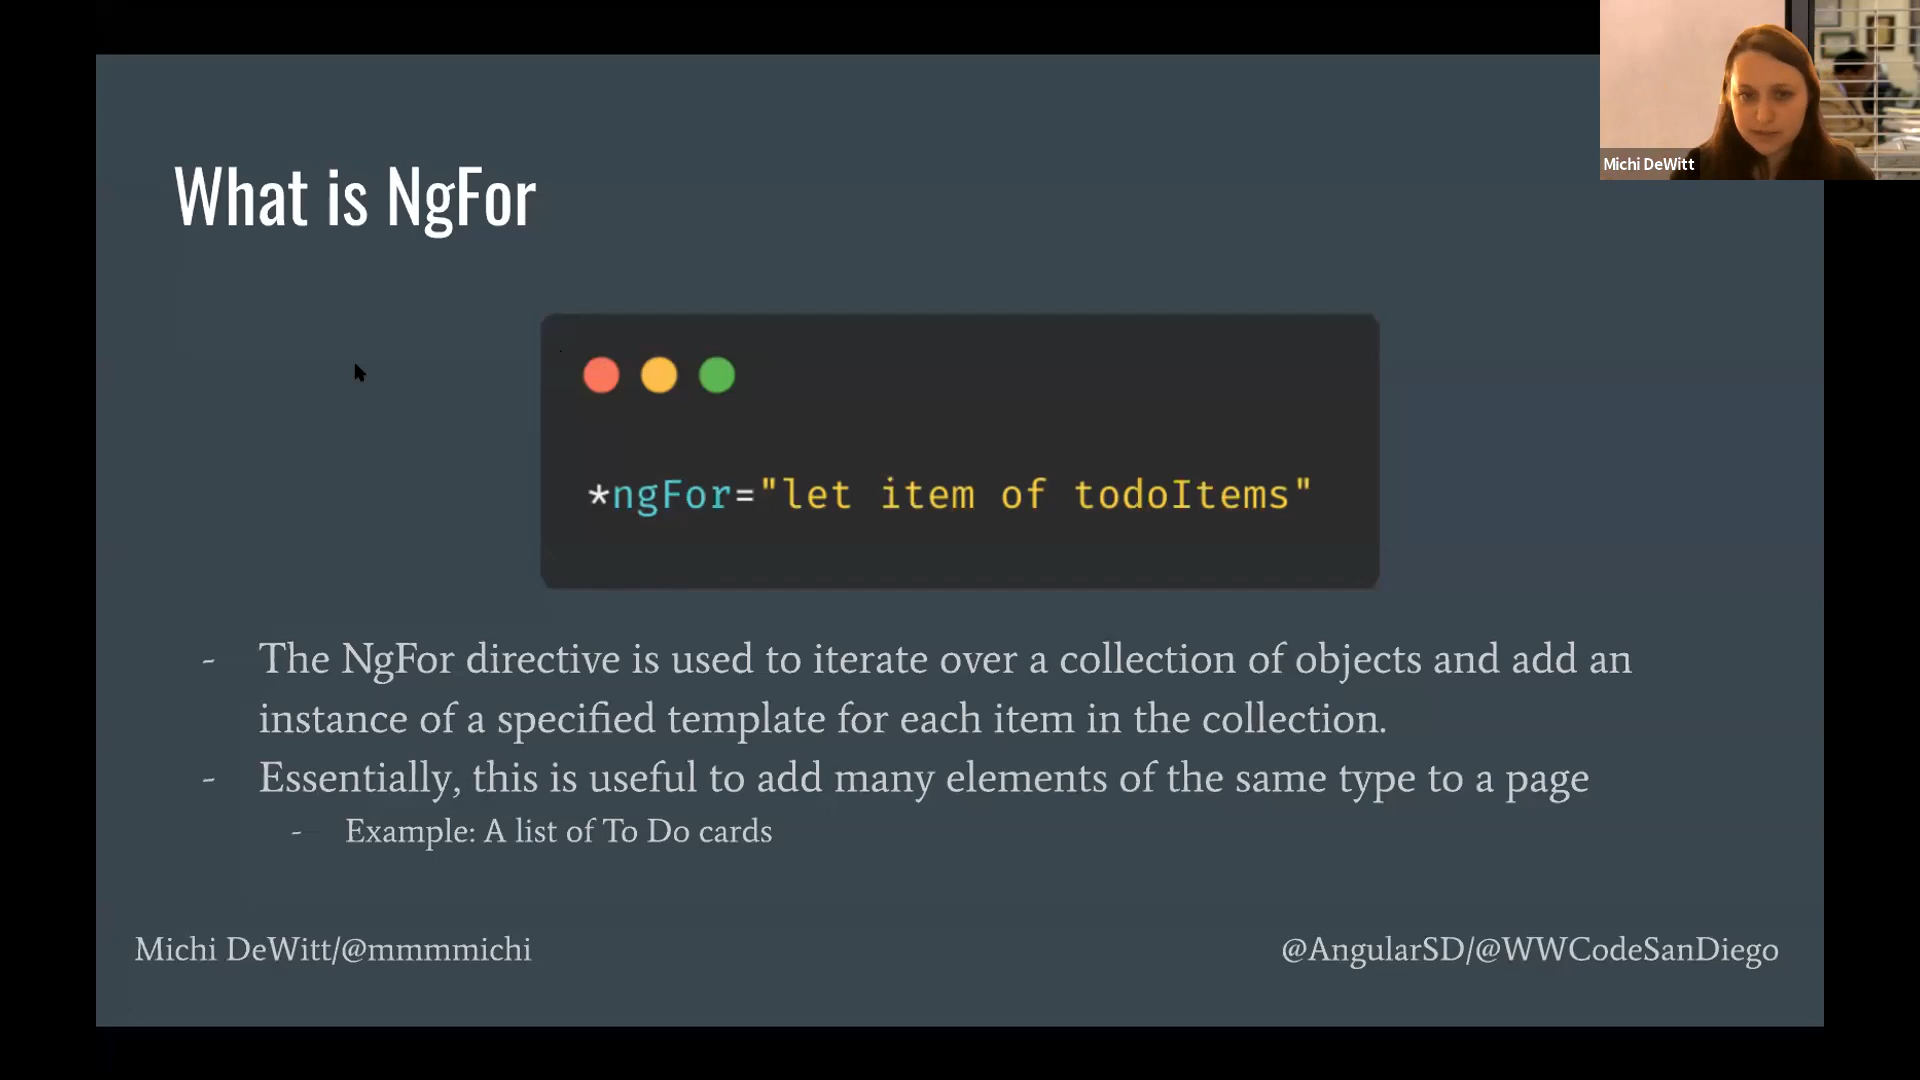 Michi DeWitt
What is NgFor
*ngFor="let item of todoItems"
- The NgFor directive is used to iterate over a collection of objects and add an
instance of a specified template for each item in the collection.
- Essentially, this is useful to add many elements of the same type to a page
- Example: A list of To Do cards
Michi DeWitt/@mmmmichi
@AngularSD/@WWCodeSanDiego